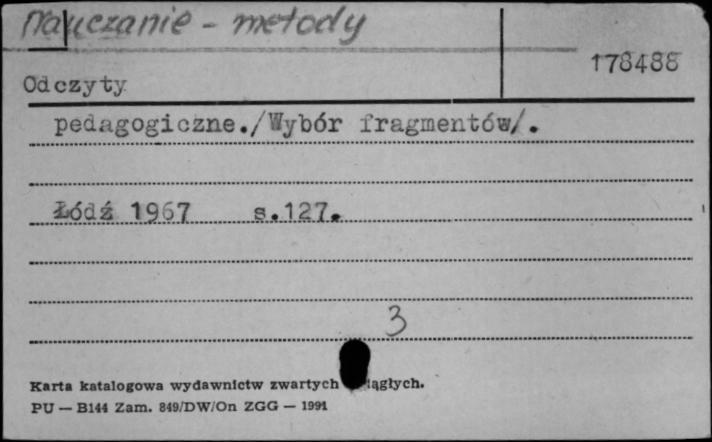 Nauczanie - metody
178488
Odczyty
pedagogiczne./Wybór fragmentów/.
Łódź 1967 s.127.
3
Karta katalogowa wydawnictw zwartych iągłych.
PU — B144 Zam. 849/DW/On ZGG — 1991